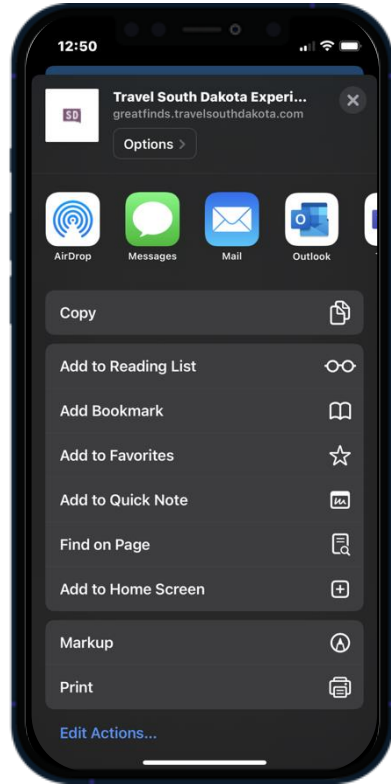 12:50
Travel South Dakota Experi...
SD
greatfinds.travelsouthdakota.com
Options
AirDrop
Messages
Mail
Outlook
Copy
Add to Reading List
Add Bookmark
Add to Favorites
Add to Quick Note
Find on Page
Add to Home Screen
Markup
Print
Edit Actions...